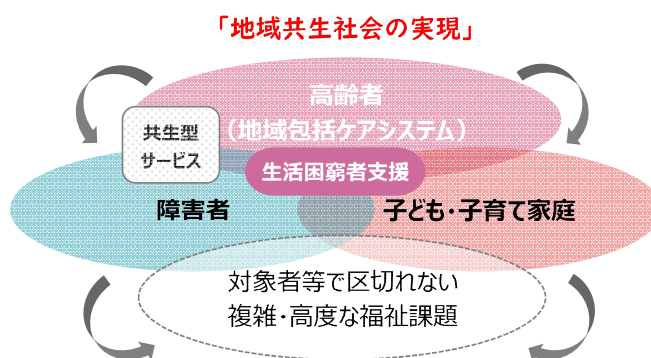 「地域共生社会の実現」
高齢者
（地域包括ケアシステム）
共生型
サービス
生活困窮者支援
障害者
子ども・子育て家庭
対象者等で区切れない
複雑・高度な福祉課題